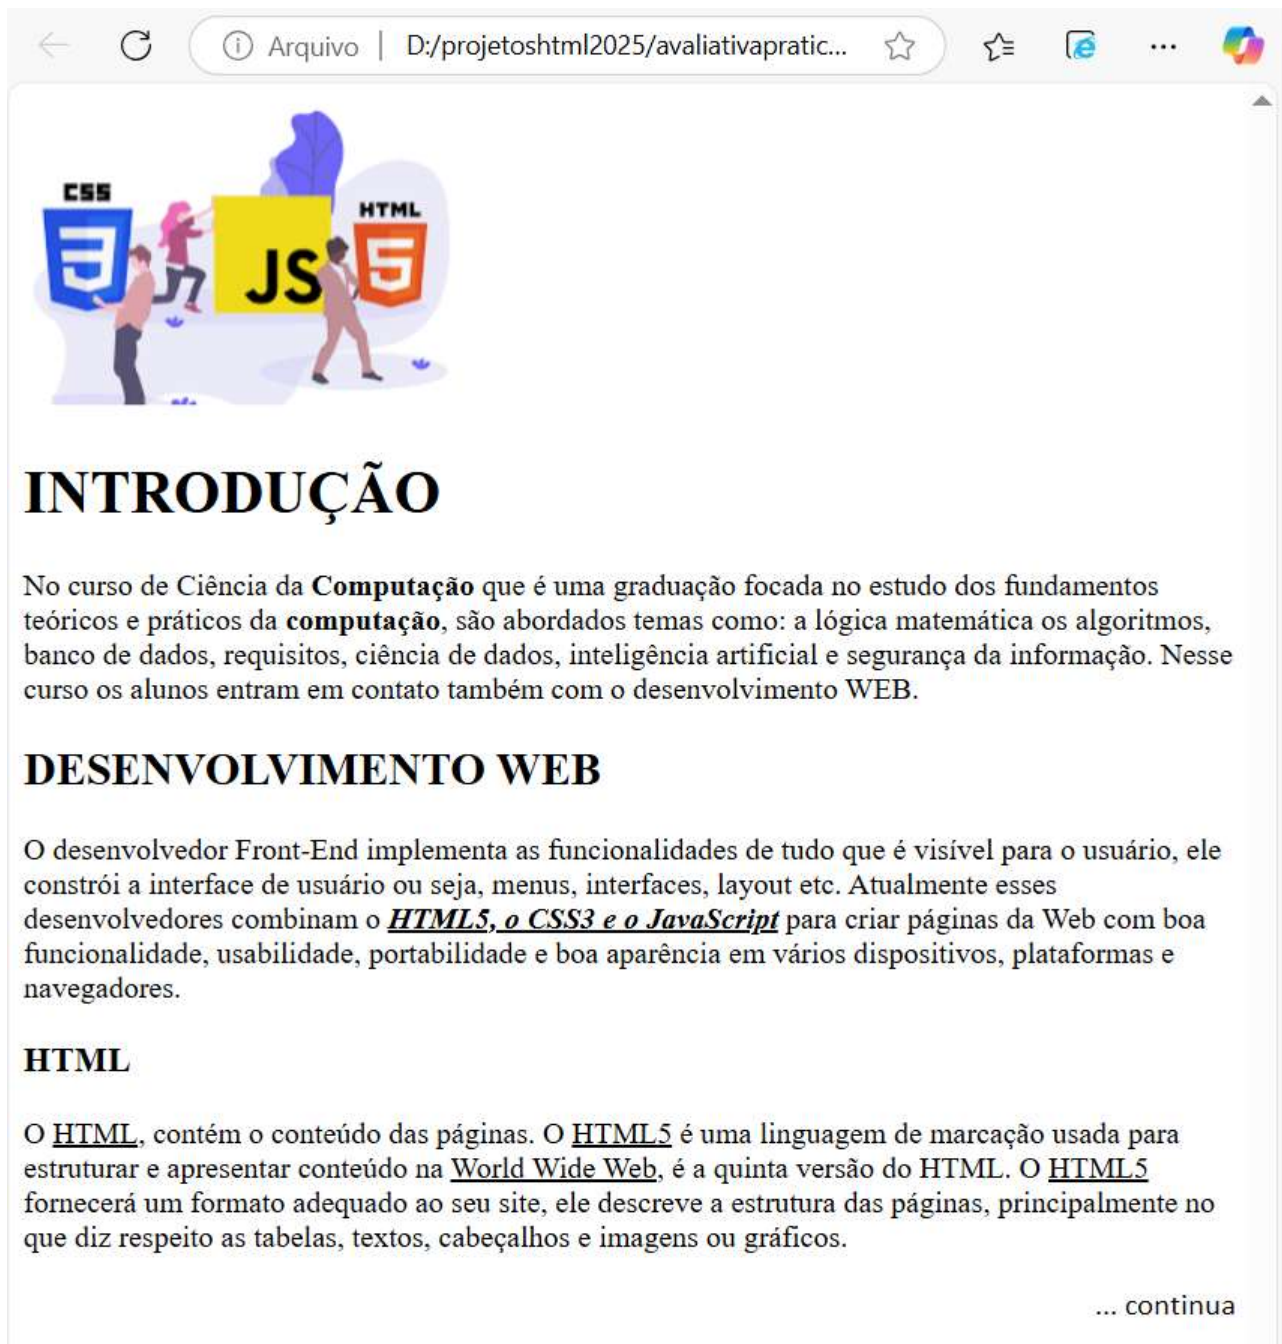 Arquivo | D:/projetoshtml2025/avaliativapratic...
CSS
3
JS
HTML
5
INTRODUÇÃO
No curso de Ciência da Computação que é uma graduação focada no estudo dos fundamentos
teóricos e práticos da computação, são abordados temas como: a lógica matemática os algoritmos,
banco de dados, requisitos, ciência de dados, inteligência artificial e segurança da informação. Nesse
curso os alunos entram em contato também com o desenvolvimento WEB.
DESENVOLVIMENTO WEB
O desenvolvedor Front-End implementa as funcionalidades de tudo que é visível para o usuário, ele
constrói a interface de usuário ou seja, menus, interfaces, layout etc. Atualmente esses
desenvolvedores combinam o HTML5, o CSS3 e o JavaScript para criar páginas da Web com boa
funcionalidade, usabilidade, portabilidade e boa aparência em vários dispositivos, plataformas e
navegadores.
HTML
O HTML, contém o conteúdo das páginas. O HTML5 é uma linguagem de marcação usada para
estruturar e apresentar conteúdo na World Wide Web, é a quinta versão do HTML. O HTML5
fornecerá um formato adequado ao seu site, ele descreve a estrutura das páginas, principalmente no
que diz respeito as tabelas, textos, cabeçalhos e imagens ou gráficos.
... continua